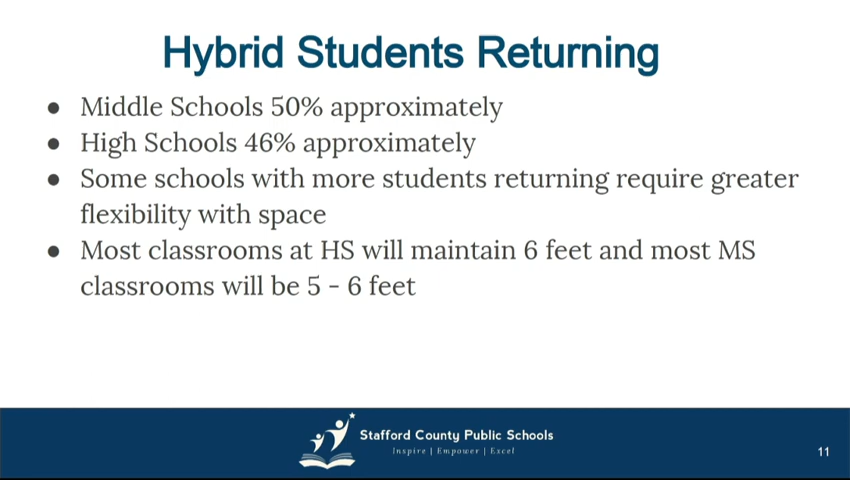 Hybrid Students Returning
● Middle Schools 50% approximately
● High Schools 46% approximately
● Some schools with more students returning require greater
flexibility with space
● Most classrooms at HS will maintain 6 feet and most MS
classrooms will be 5 - 6 feet
Stafford County Public Schools
Inspire | Empower | Excel
11